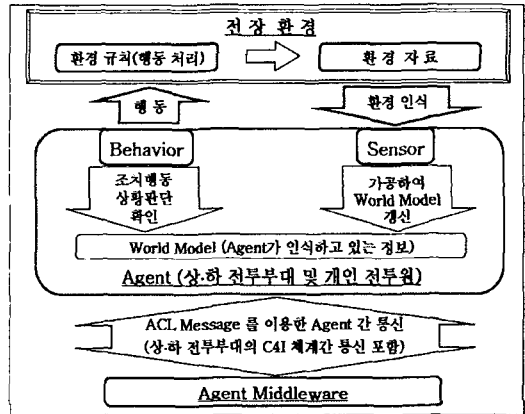 전 장 환 경
환경 규칙(행동 처리)
환 경 자 료
행 동
환경 인식
Behavior
Sensor
조치행동
상황판단
확인
가공하여
World Model
갱신
World Model (Agent가 인식하고 있는 정보)
Agent (상·하 전투부대 및 개인 전투원)
ACL Message 를 이용한 Agent 간 통신
(상·하 전투부대의 C4I 체계간 통신 포함)
Agent Middleware